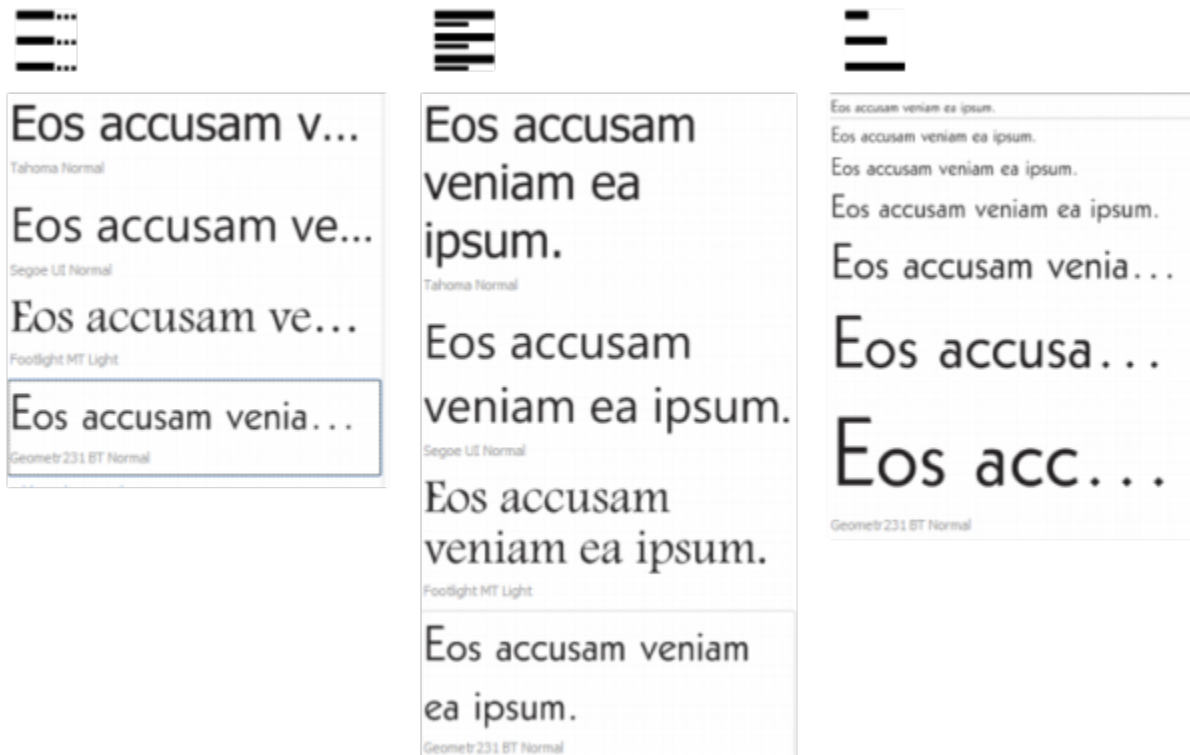 Eos accusam v...
Tahoma Normal
Eos accusam ve...
Segoe UI Normal
Eos accusam ve...
Footlight MT Light
Eos accusam venia...
Geometr231 BT Normal
Eos accusam
veniam ea
ipsum.
Tahoma Normal
Eos accusam
veniam ea ipsum.
Segoe UI Normal
Eos accusam
veniam ea ipsum.
Footlight MT Light
Eos accusam veniam
ea ipsum.
Geometr231 BT Normal
Eos accusam veniam ea ipsum.
Eos accusam veniam ea ipsum.
Eos accusam veniam ea ipsum.
Eos accusam veniam ea ipsum.
Eos accusam venia...
Eos accusa...
Eos acc...
Geometr231 BT Normal